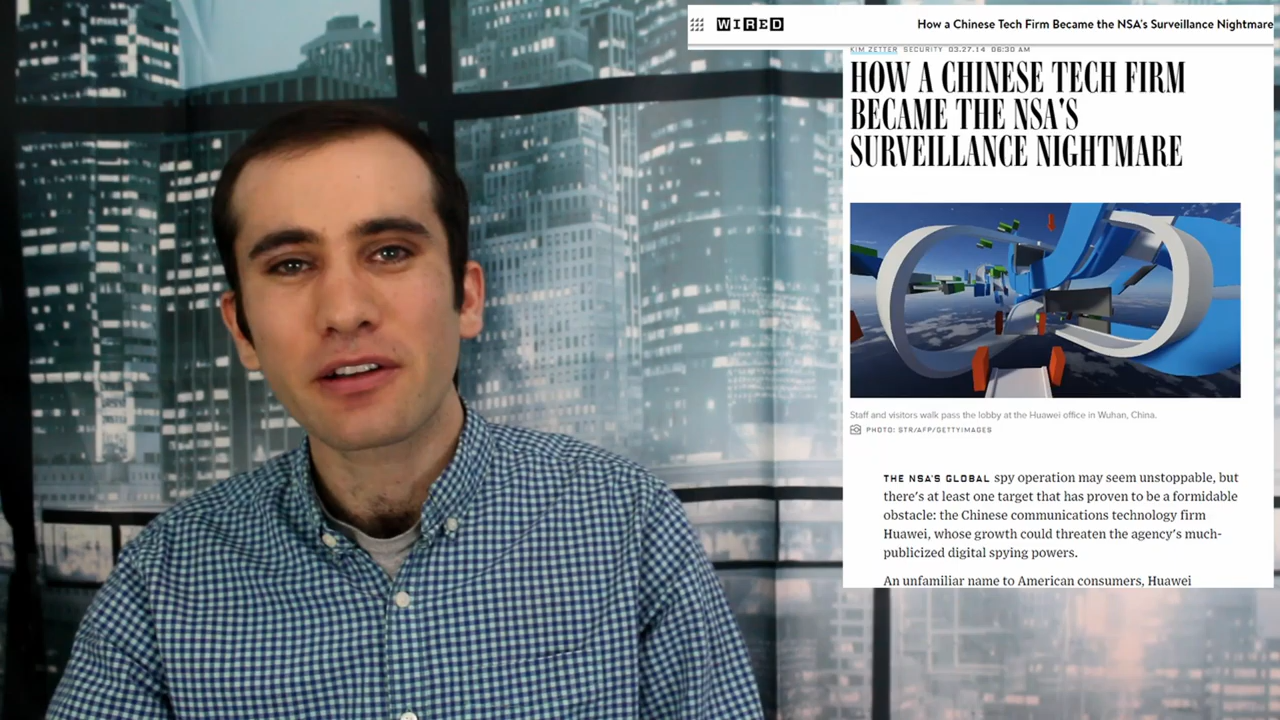 WIRED
How a Chinese Tech Firm Became the NSA's Surveillance Nightmare
KIM ZETTER SECURITY 03.27.14 06:30 AM
HOW A CHINESE TECH FIRM
BECAME THE NSA'S
SURVEILLANCE NIGHTMARE
Staff and visitors walk pass the lobby at the Huawei office in Wuhan, China.
PHOTO: STR/AFP/GETTYIMAGES
THE NSA'S GLOBAL spy operation may seem unstoppable, but
there's at least one target that has proven to be a formidable
obstacle: the Chinese communications technology firm
Huawei, whose growth could threaten the agency's much-
publicized digital spying powers.
An unfamiliar name to American consumers, Huawei